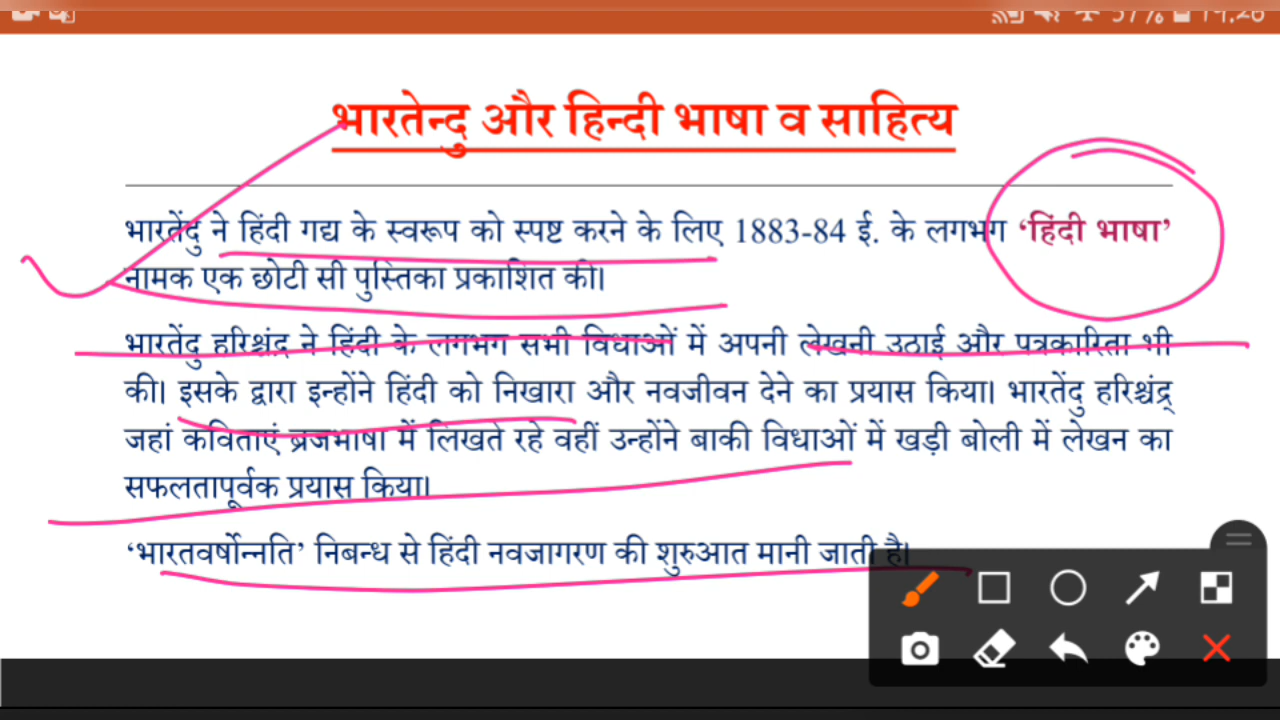 भारतेन्दु और हिन्दी भाषा व साहित्य
भारतेंदु ने हिंदी गद्य के स्वरूप को स्पष्ट करने के लिए 1883-84 ई. के लगभग ‘हिंदी भाषा’
नामक एक छोटी सी पुस्तिका प्रकाशित की।
भारतेंदु हरिश्चंद्र ने हिंदी के लगभग सभी विधाओं में अपनी लेखनी उठाई और पत्रकारिता भी
की। इसके द्वारा इन्होंने हिंदी को निखारा और नवजीवन देने का प्रयास किया। भारतेंदु हरिश्चंद्र्
जहां कविताएं ब्रजभाषा में लिखते रहे वहीं उन्होंने बाकी विधाओं में खड़ी बोली में लेखन का
सफलतापूर्वक प्रयास किया।
‘भारतवर्षोन्नति’ निबन्ध से हिंदी नवजागरण की शुरुआत मानी जाती है।